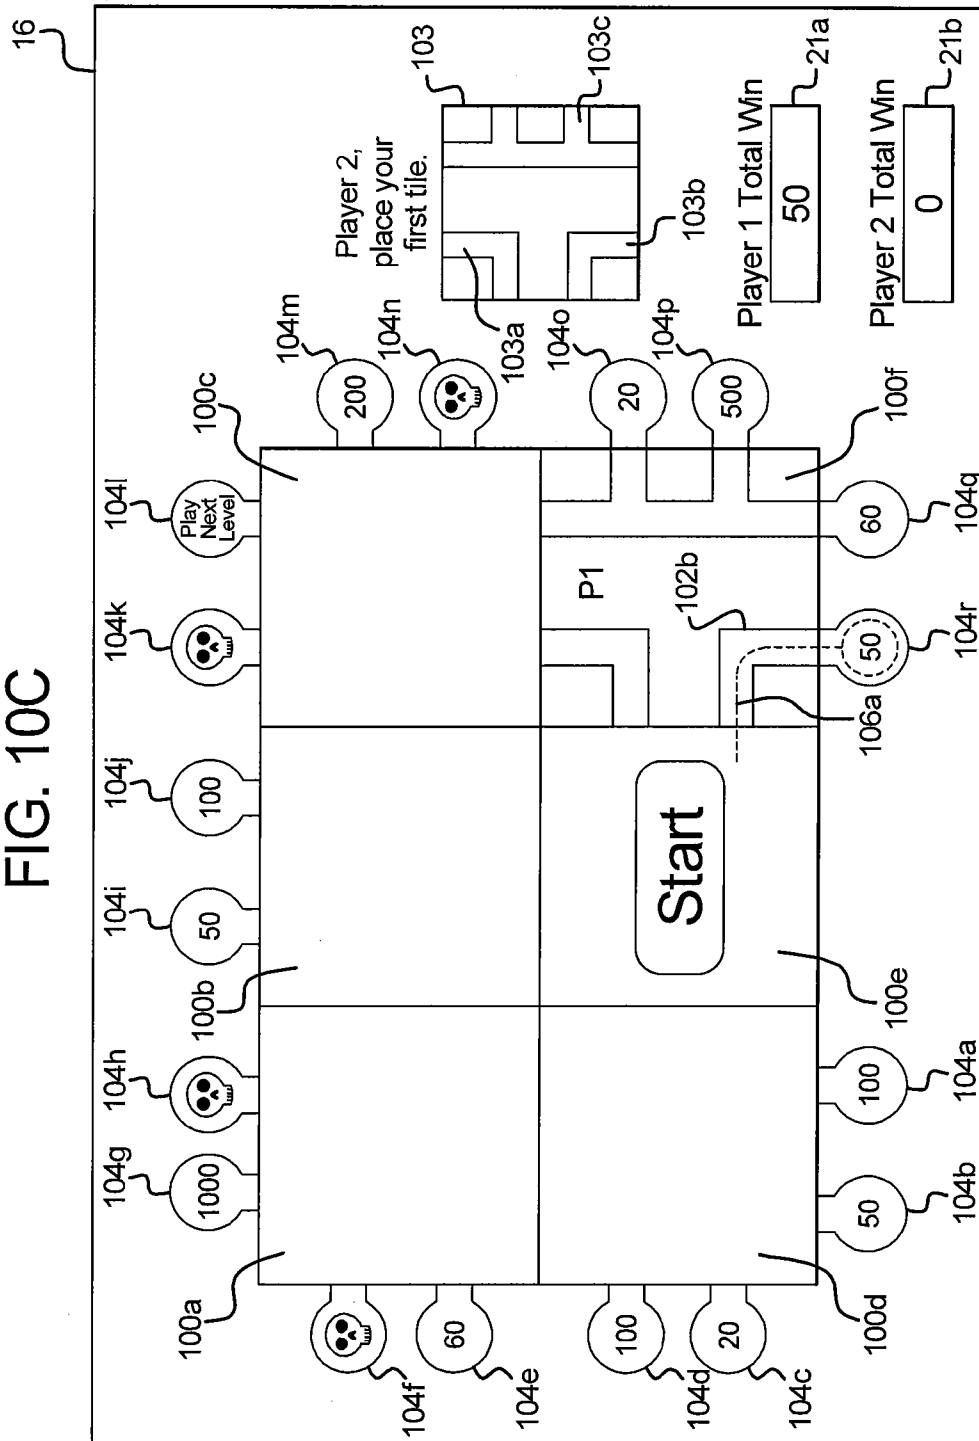 FIG. 10C
16
104g
104h
104i
104j
104k
104l
1000
50
100
Play
Next
Level
100a
100b
100c
104f
104e
60
104d
100
104c
20
104m
200
104n
104o
20
104p
500
Start
P1
102b
106a
100d
100e
100f
50
104b
100
104a
50
104r
60
104q
Player 2,
place your
first tile.
103
103a
103b
103c
Player 1 Total Win
50
21a
Player 2 Total Win
0
21b